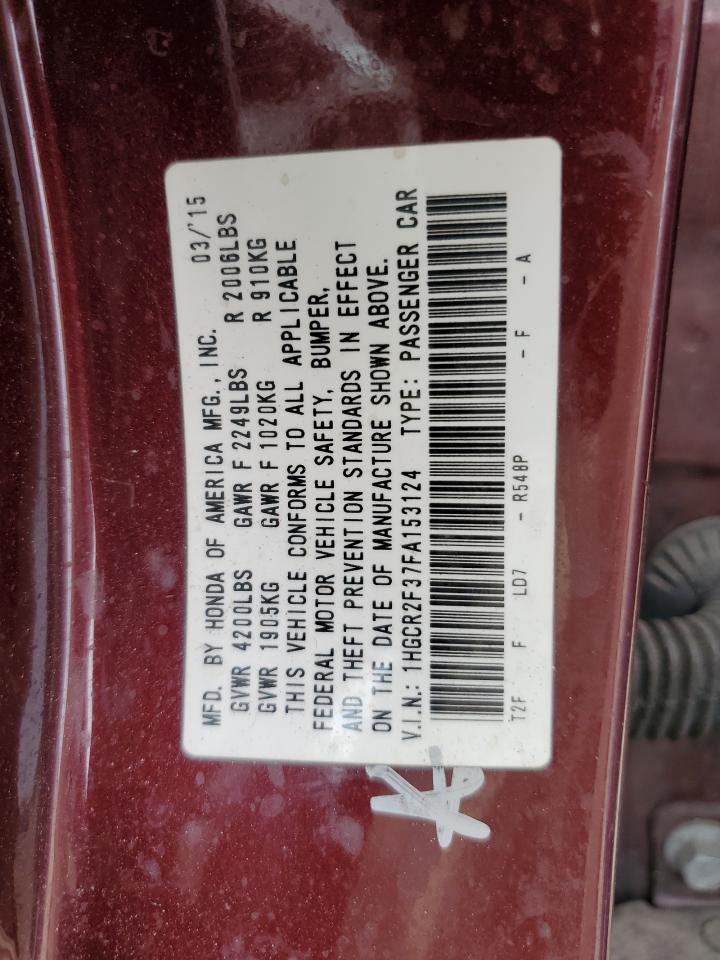 MFD. BY HONDA OF AMERICA MFG., INC. 03/'15
GVWR 4200LBS GAWR F 2249LBS R 2006LBS
GVWR 1905KG GAWR F 1020KG R 910KG
THIS VEHICLE CONFORMS TO ALL APPLICABLE
FEDERAL MOTOR VEHICLE SAFETY, BUMPER,
AND THEFT PREVENTION STANDARDS IN EFFECT
ON THE DATE OF MANUFACTURE SHOWN ABOVE.
V.I.N.: 1HGCR2F37FA153124 TYPE: PASSENGER CAR
T2F F LD7 - R548P - F - A